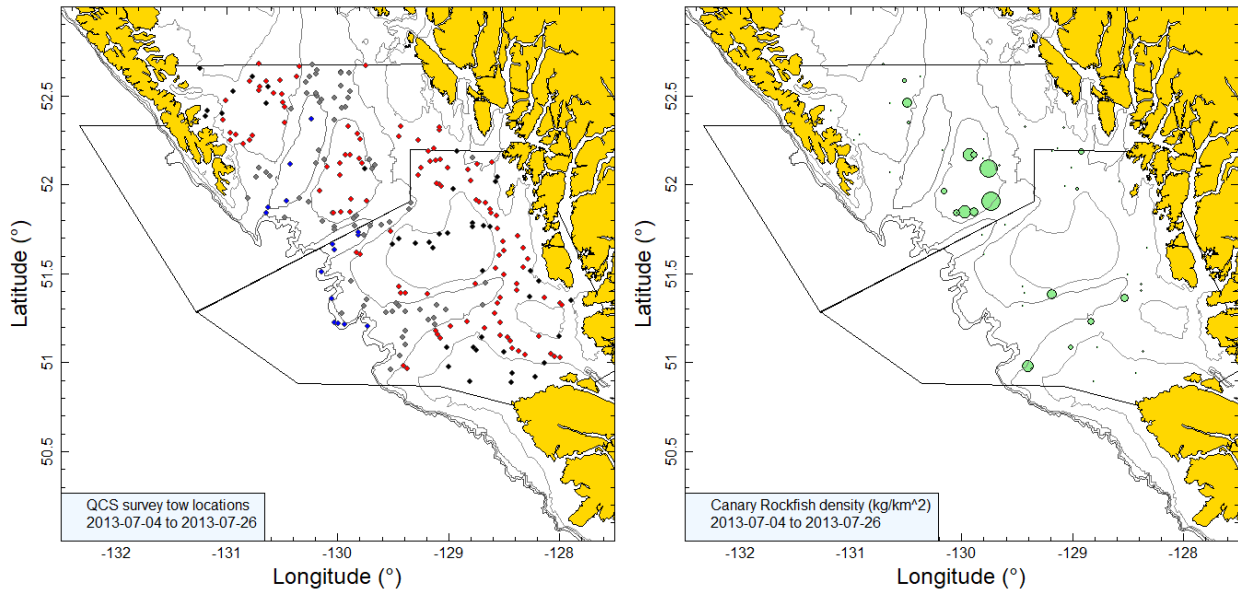 52.5
52
51.5
51
50.5
Latitude (°)
QCS survey tow locations
2013-07-04 to 2013-07-26
-132
-131
-130
-129
-128
Longitude (°)
52.5
52
51.5
51
50.5
Latitude (°)
Canary Rockfish density (kg/km^2)
2013-07-04 to 2013-07-26
-132
-131
-130
-129
-128
Longitude (°)